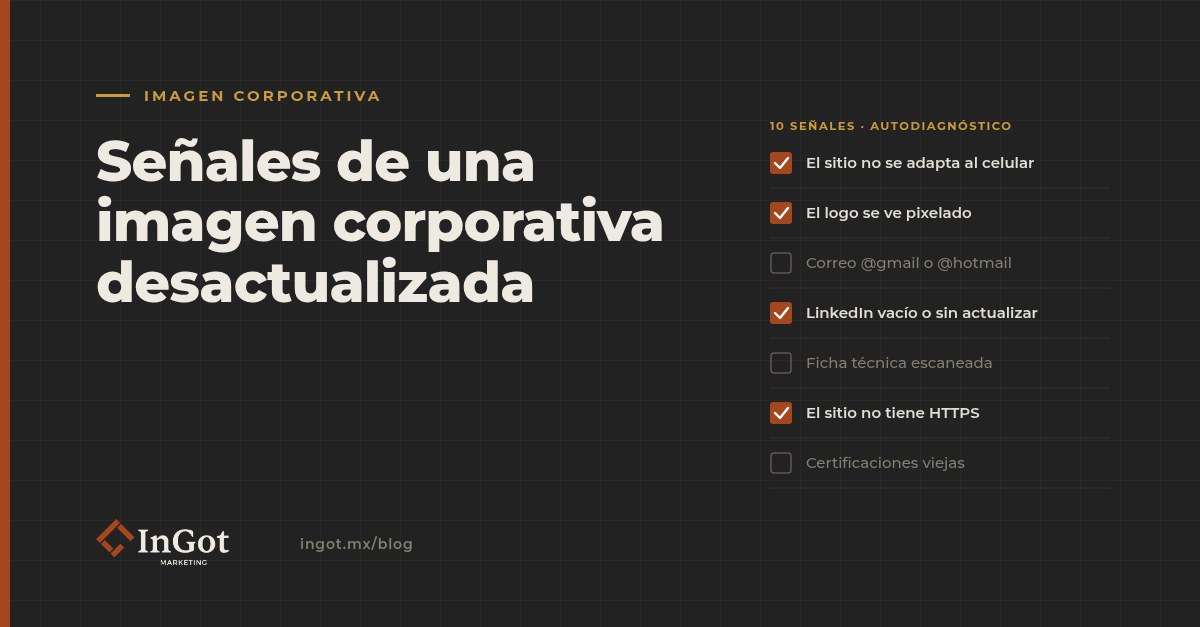 IMAGEN CORPORATIVA
Señales de una
imagen corporativa
desactualizada
10 SEÑALES · AUTODIAGNÓSTICO
El sitio no se adapta al celular
El logo se ve pixelado
Correo @gmail o @hotmail
LinkedIn vacío o sin actualizar
Ficha técnica escaneada
El sitio no tiene HTTPS
Certificaciones viejas
InGot
MARKETING
ingot.mx/blog